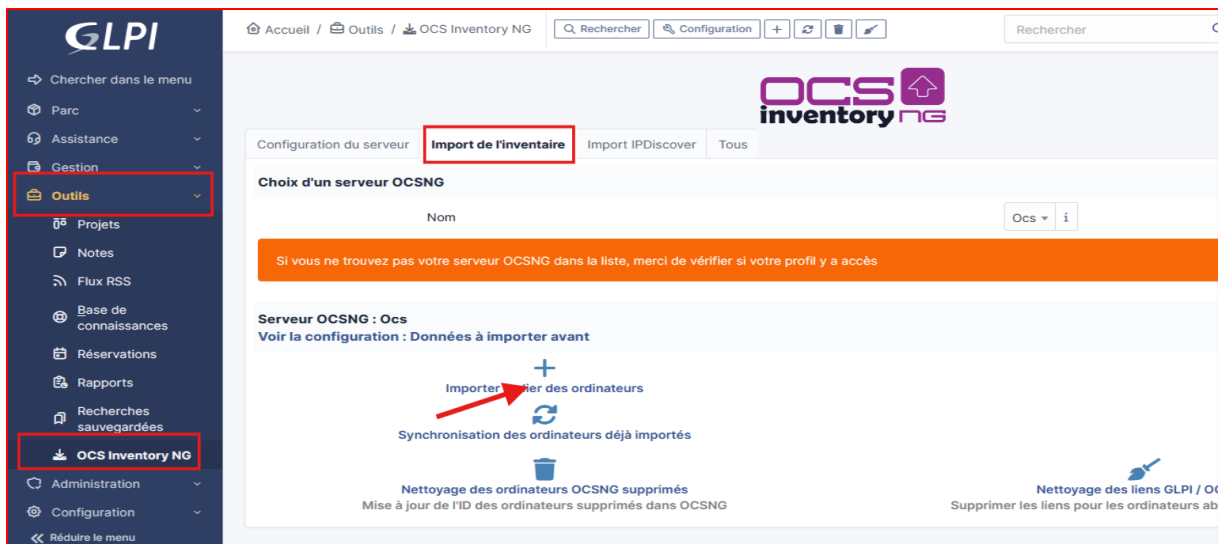 GLPI
Accueil / Outils / OCS Inventory NG
Rechercher
Configuration
Rechercher
Chercher dans le menu
Parc
Assistance
Gestion
Outils
Projets
Notes
Flux RSS
Base de
connaissances
Réservations
Rapports
Recherches
sauvegardées
OCS Inventory NG
Administration
Configuration
Réduire le menu
OCS
inventory NG
Configuration du serveur
Import de l'inventaire
Import IPDiscover
Tous
Choix d'un serveur OCSNG
Nom
Ocs
i
Si vous ne trouvez pas votre serveur OCSNG dans la liste, merci de vérifier si votre profil y a accès
Serveur OCSNG : Ocs
Voir la configuration : Données à importer avant
Importer des ordinateurs
Synchronisation des ordinateurs déjà importés
Nettoyage des ordinateurs OCSNG supprimés
Mise à jour de l'ID des ordinateurs supprimés dans OCSNG
Nettoyage des liens GLPI /
Supprimer les liens pour les ordinateurs